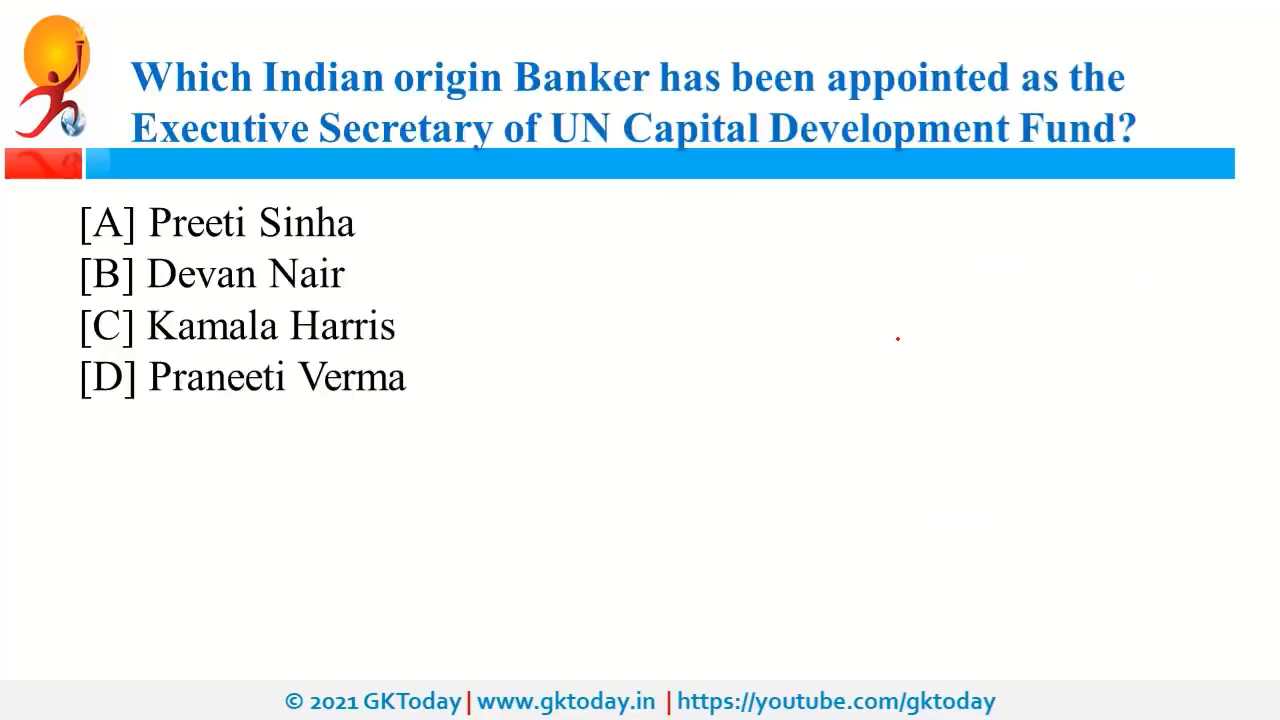 Which Indian origin Banker has been appointed as the
Executive Secretary of UN Capital Development Fund?
[A] Preeti Sinha
[B] Devan Nair
[C] Kamala Harris
[D] Praneeti Verma
© 2021 GKToday | www.gktoday.in | https://youtube.com/gktoday